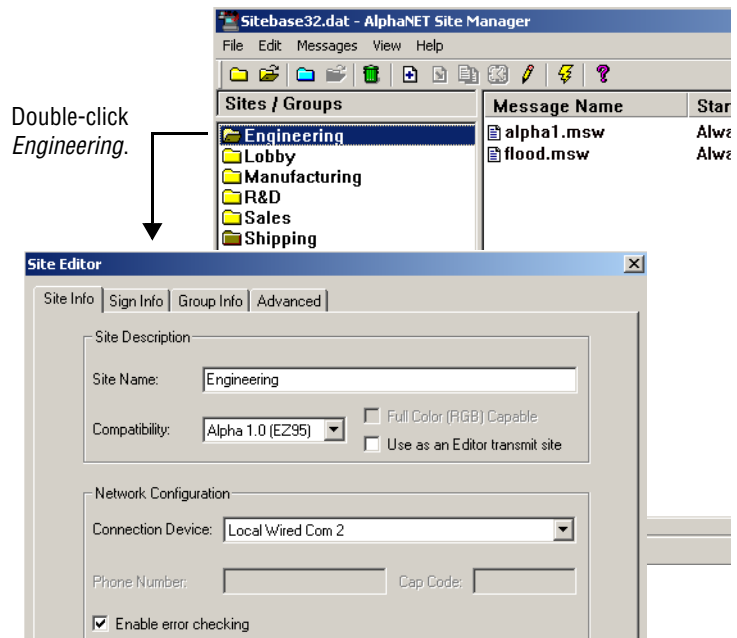 Sitebase32.dat - AlphaNET Site Manager
File Edit Messages View Help
Sites / Groups
Message Name
Star
Double-click
Engineering.
Engineering
Lobby
Manufacturing
R&D
Sales
Shipping
alpha1.msw
Alwa
flood.msw
Alwa
Site Editor
Site Info
Sign Info
Group Info
Advanced
Site Description
Site Name:
Engineering
Compatibility:
Alpha 1.0 (EZ95)
Full Color (RGB) Capable
Use as an Editor transmit site
Network Configuration
Connection Device:
Local Wired Com 2
Phone Number:
Cap Code:
Enable error checking